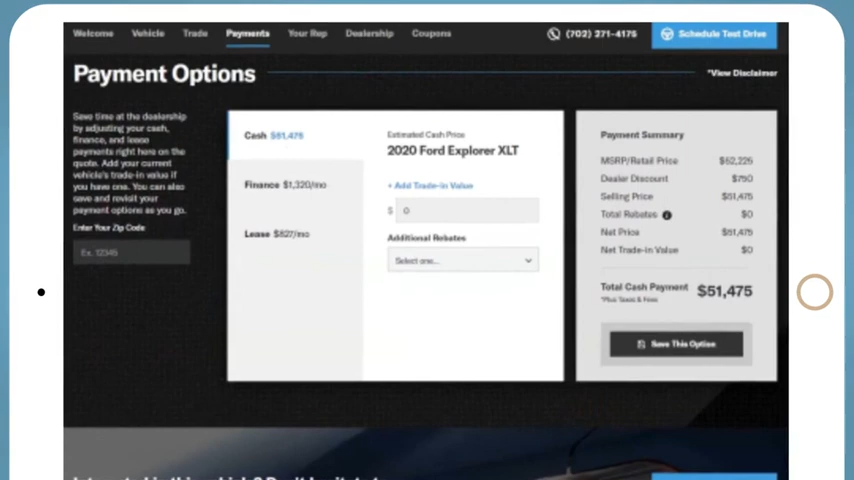 Welcome Vehicle Trade Payments Your Rep Dealership Coupons (702) 271-4175 Schedule Test Drive
Payment Options
*View Disclaimer
Save time at the dealership
by adjusting your cash,
finance, and lease
payments right here on the
quote. Add your current
vehicle's trade-in value if
you have one. You can also
save and revisit your
payment options as you go.
Enter Your Zip Code
Ex. 12345
Cash $51,475
Finance $1,320/mo
Lease $827/mo
Estimated Cash Price
2020 Ford Explorer XLT
+ Add Trade-in Value
$ 0
Additional Rebates
Select one...
Payment Summary
MSRP/Retail Price $52,225
Dealer Discount $750
Selling Price $51,475
Total Rebates $0
Net Price $51,475
Net Trade-in Value $0
Total Cash Payment $51,475
*Plus Taxes & Fees
Save This Option